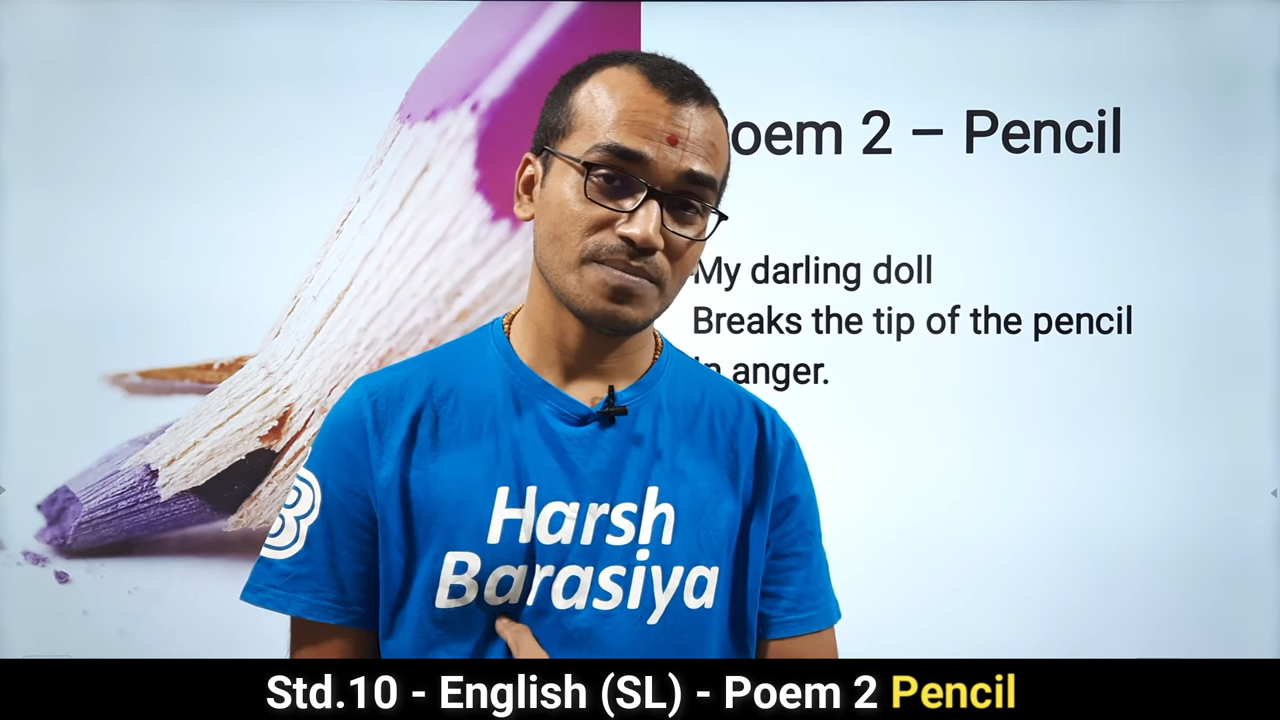 oem 2 – Pencil
My darling doll
Breaks the tip of the pencil
n anger.
Harsh
Barasiya
Std.10 - English (SL) - Poem 2 Pencil